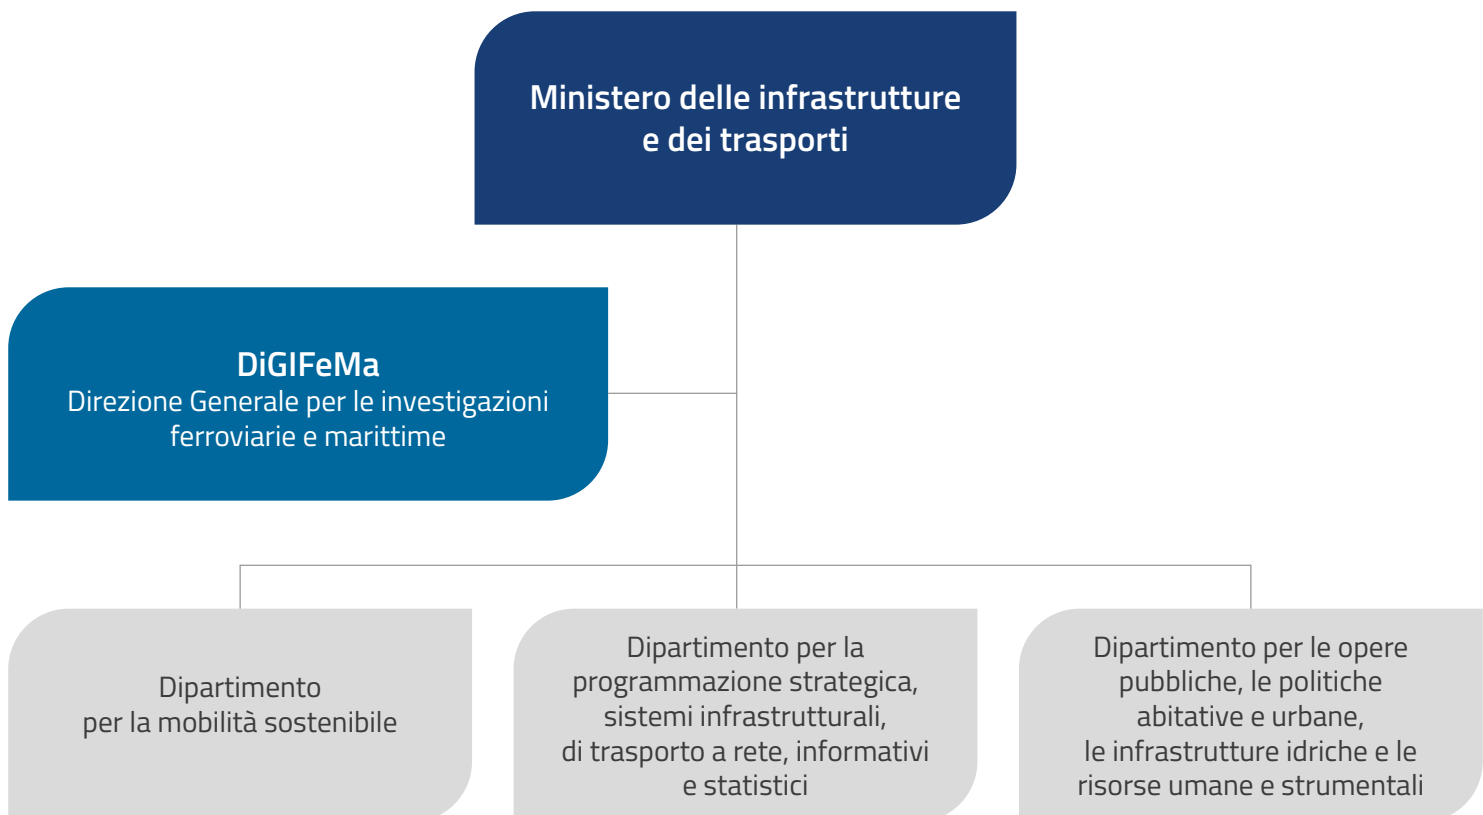 Ministero delle infrastrutture
e dei trasporti
DiGIFeMa
Direzione Generale per le investigazioni
ferroviarie e marittime
Dipartimento
per la mobilità sostenibile
Dipartimento per la
programmazione strategica,
sistemi infrastrutturali,
di trasporto a rete, informativi
e statistici
Dipartimento per le opere
pubbliche, le politiche
abitative e urbane,
le infrastrutture idriche e le
risorse umane e strumentali